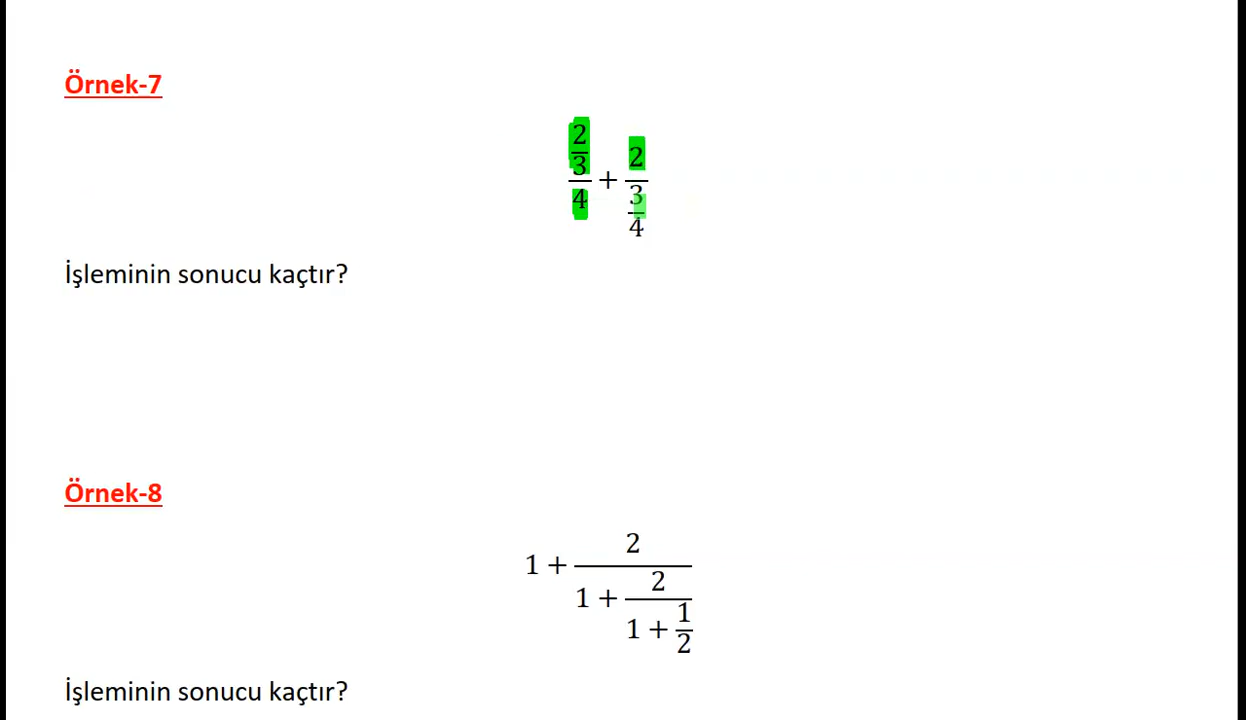 Örnek-7
2/3/4 + 2/3/4
İşleminin sonucu kaçtır?
Örnek-8
1 + 2/(1 + 2/(1 + 1/2))
İşleminin sonucu kaçtır?